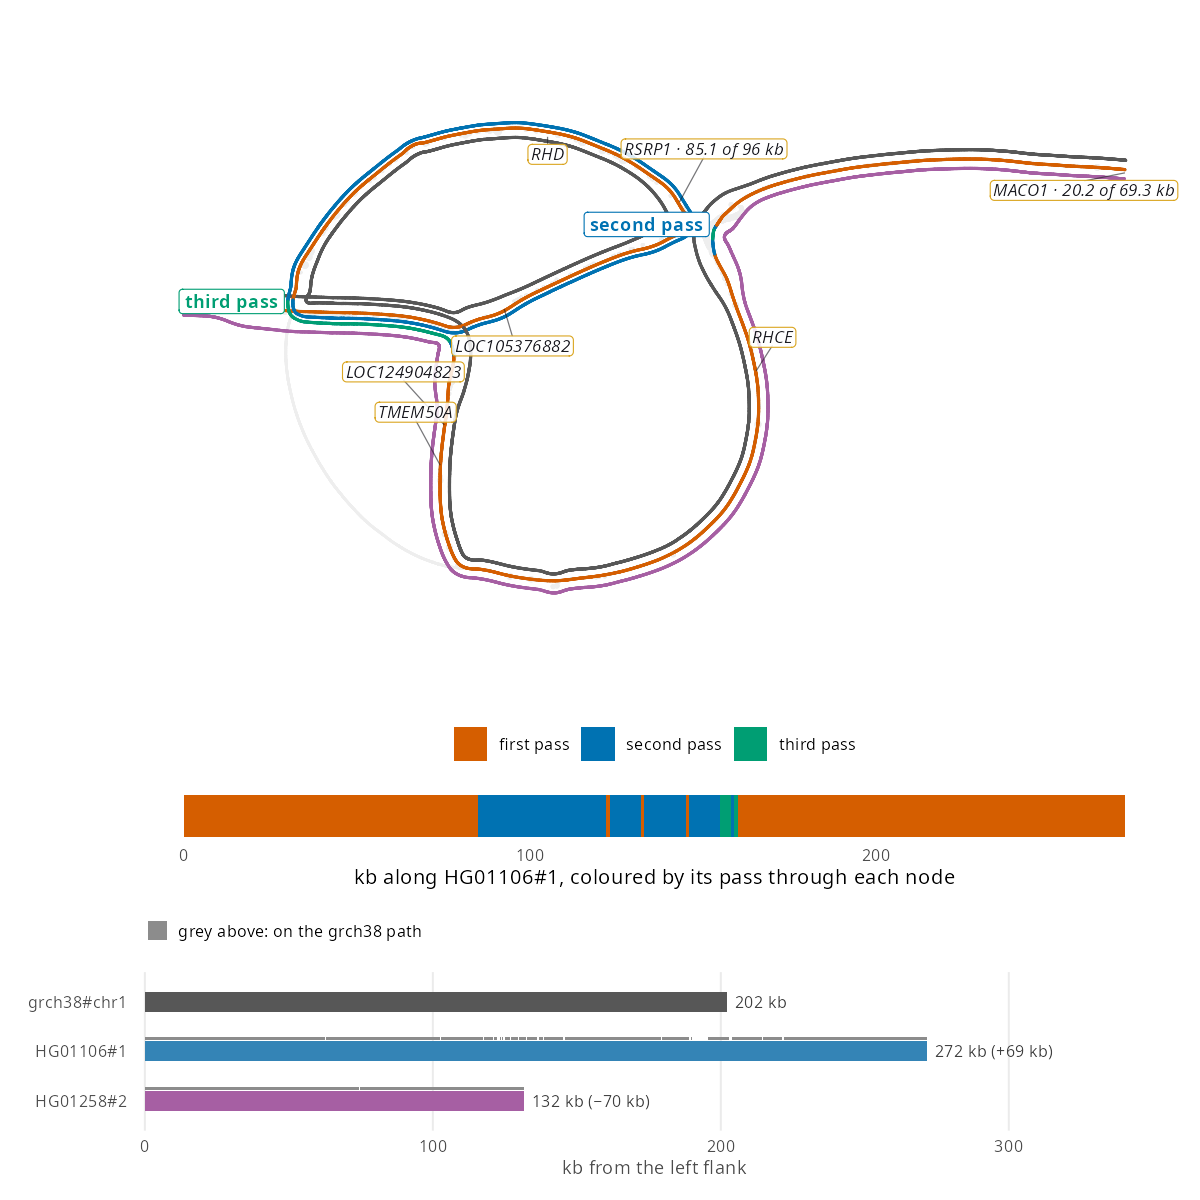 RHD
RSRP1 · 85.1 of 96 kb
MACO1 · 20.2 of 69.3 kb
second pass
third pass
RHCE
LOC105376882
LOC124904823
TMEM50A
first pass
second pass
third pass
0
100
200
kb along HG01106#1, coloured by its pass through each node
grey above: on the grch38 path
grch38#chr1
202 kb
HG01106#1
272 kb (+69 kb)
HG01258#2
132 kb (−70 kb)
0
100
200
300
kb from the left flank